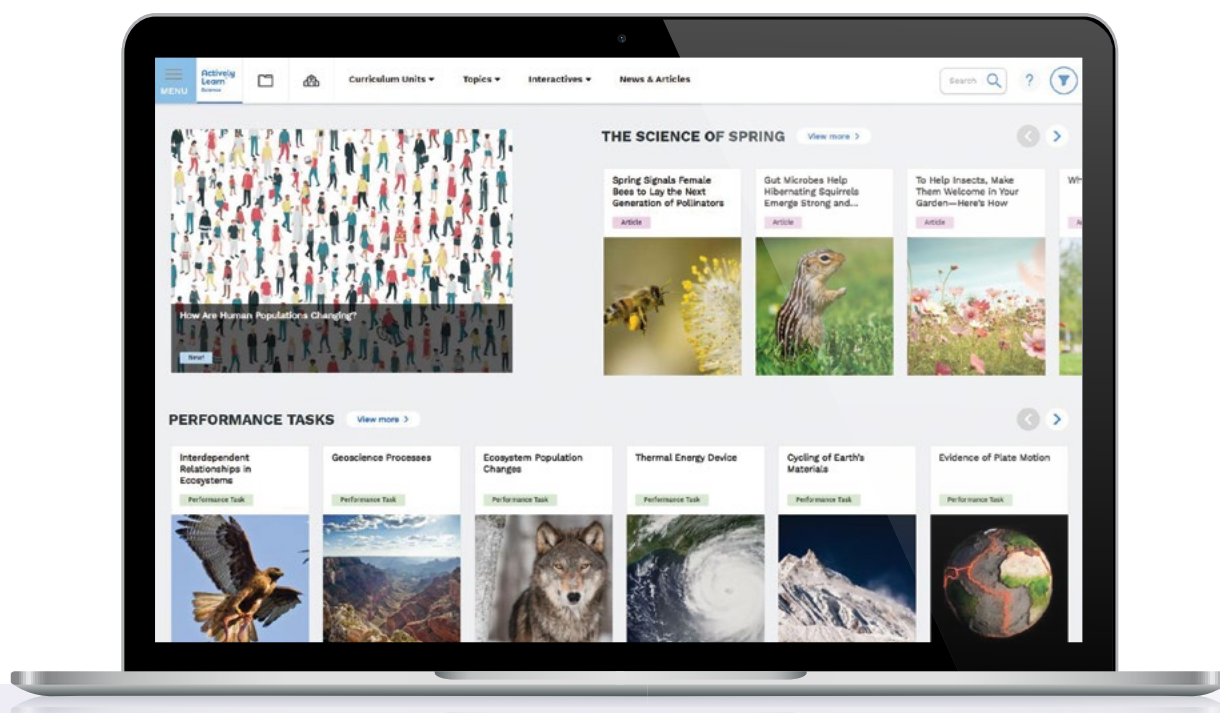 MENU
Actively
Learn
Science
Curriculum Units
Topics
Interactives
News & Articles
Search
?
How Are Human Populations Changing?
New!
THE SCIENCE OF SPRING
View more >
Spring Signals Female
Bees to Lay the Next
Generation of Pollinators
Article
Gut Microbes Help
Hibernating Squirrels
Emerge Strong and...
Article
To Help Insects, Make
Them Welcome in Your
Garden—Here's How
Article
PERFORMANCE TASKS
View more >
Interdependent
Relationships in
Ecosystems
Performance Task
Geoscience Processes
Performance Task
Ecosystem Population
Changes
Performance Task
Thermal Energy Device
Performance Task
Cycling of Earth's
Materials
Performance Task
Evidence of Plate Motion
Performance Task